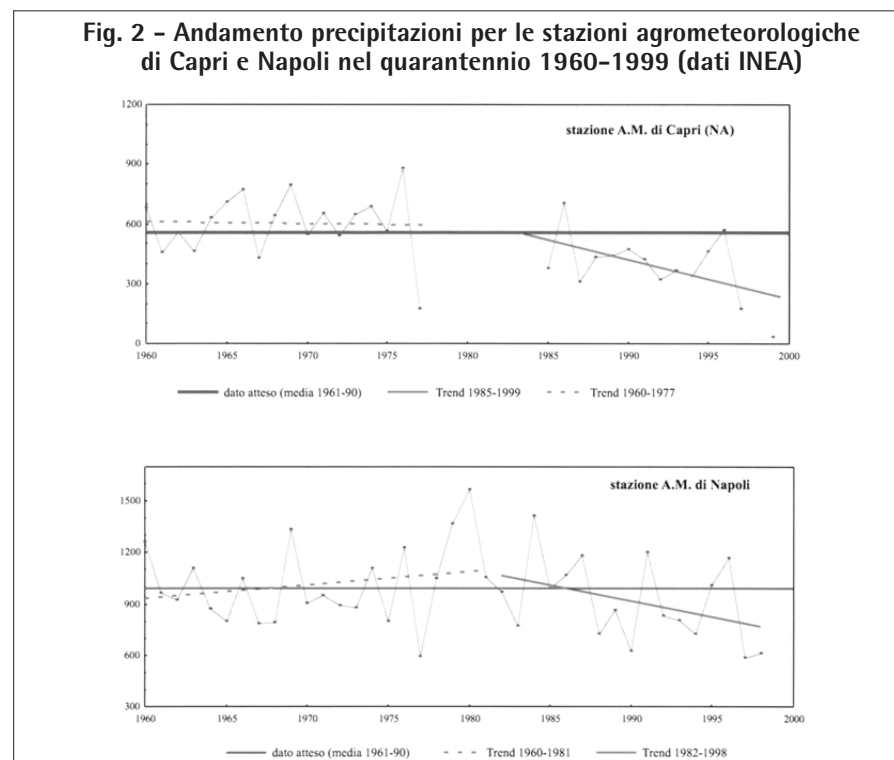 Fig. 2 - Andamento precipitazioni per le stazioni agrometeorologiche
di Capri e Napoli nel quarantennio 1960-1999 (dati INEA)
1200
stazione A.M. di Capri (NA)
900
600
300
0
1960 1965 1970 1975 1980 1985 1990 1995 2000
dato atteso (media 1961-90) Trend 1985-1999 Trend 1960-1977
stazione A.M. di Napoli
1500
1200
900
600
300
1960 1965 1970 1975 1980 1985 1990 1995 2000
dato atteso (media 1961-90) Trend 1960-1981 Trend 1982-1998